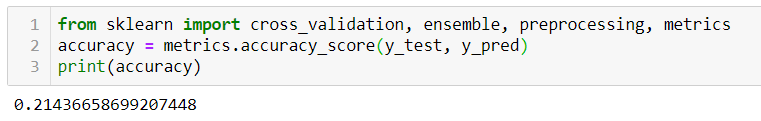 1 from sklearn import cross_validation, ensemble, preprocessing, metrics
2 accuracy = metrics.accuracy_score(y_test, y_pred)
3 print(accuracy)
0.21436658699207448